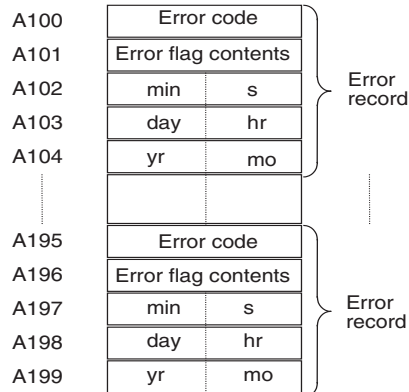 A100 Error code
A101 Error flag contents
A102 min s
A103 day hr
A104 yr mo
Error
record
A195 Error code
A196 Error flag contents
A197 min s
A198 day hr
A199 yr mo
Error
record